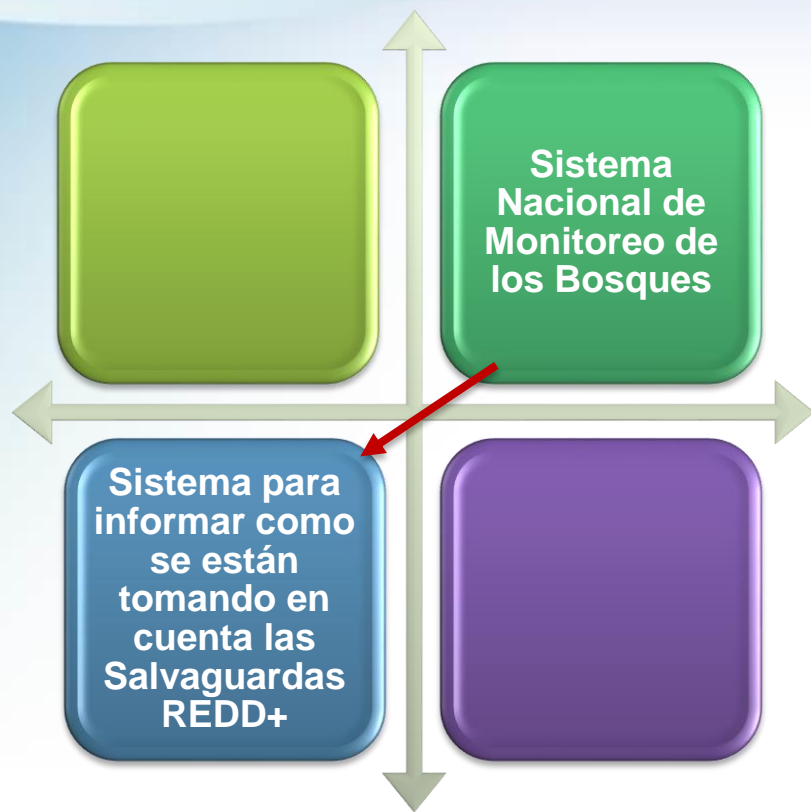 Sistema
Nacional de
Monitoreo de
los Bosques
Sistema para
informar como
se están
tomando en
cuenta las
Salvaguardas
REDD+